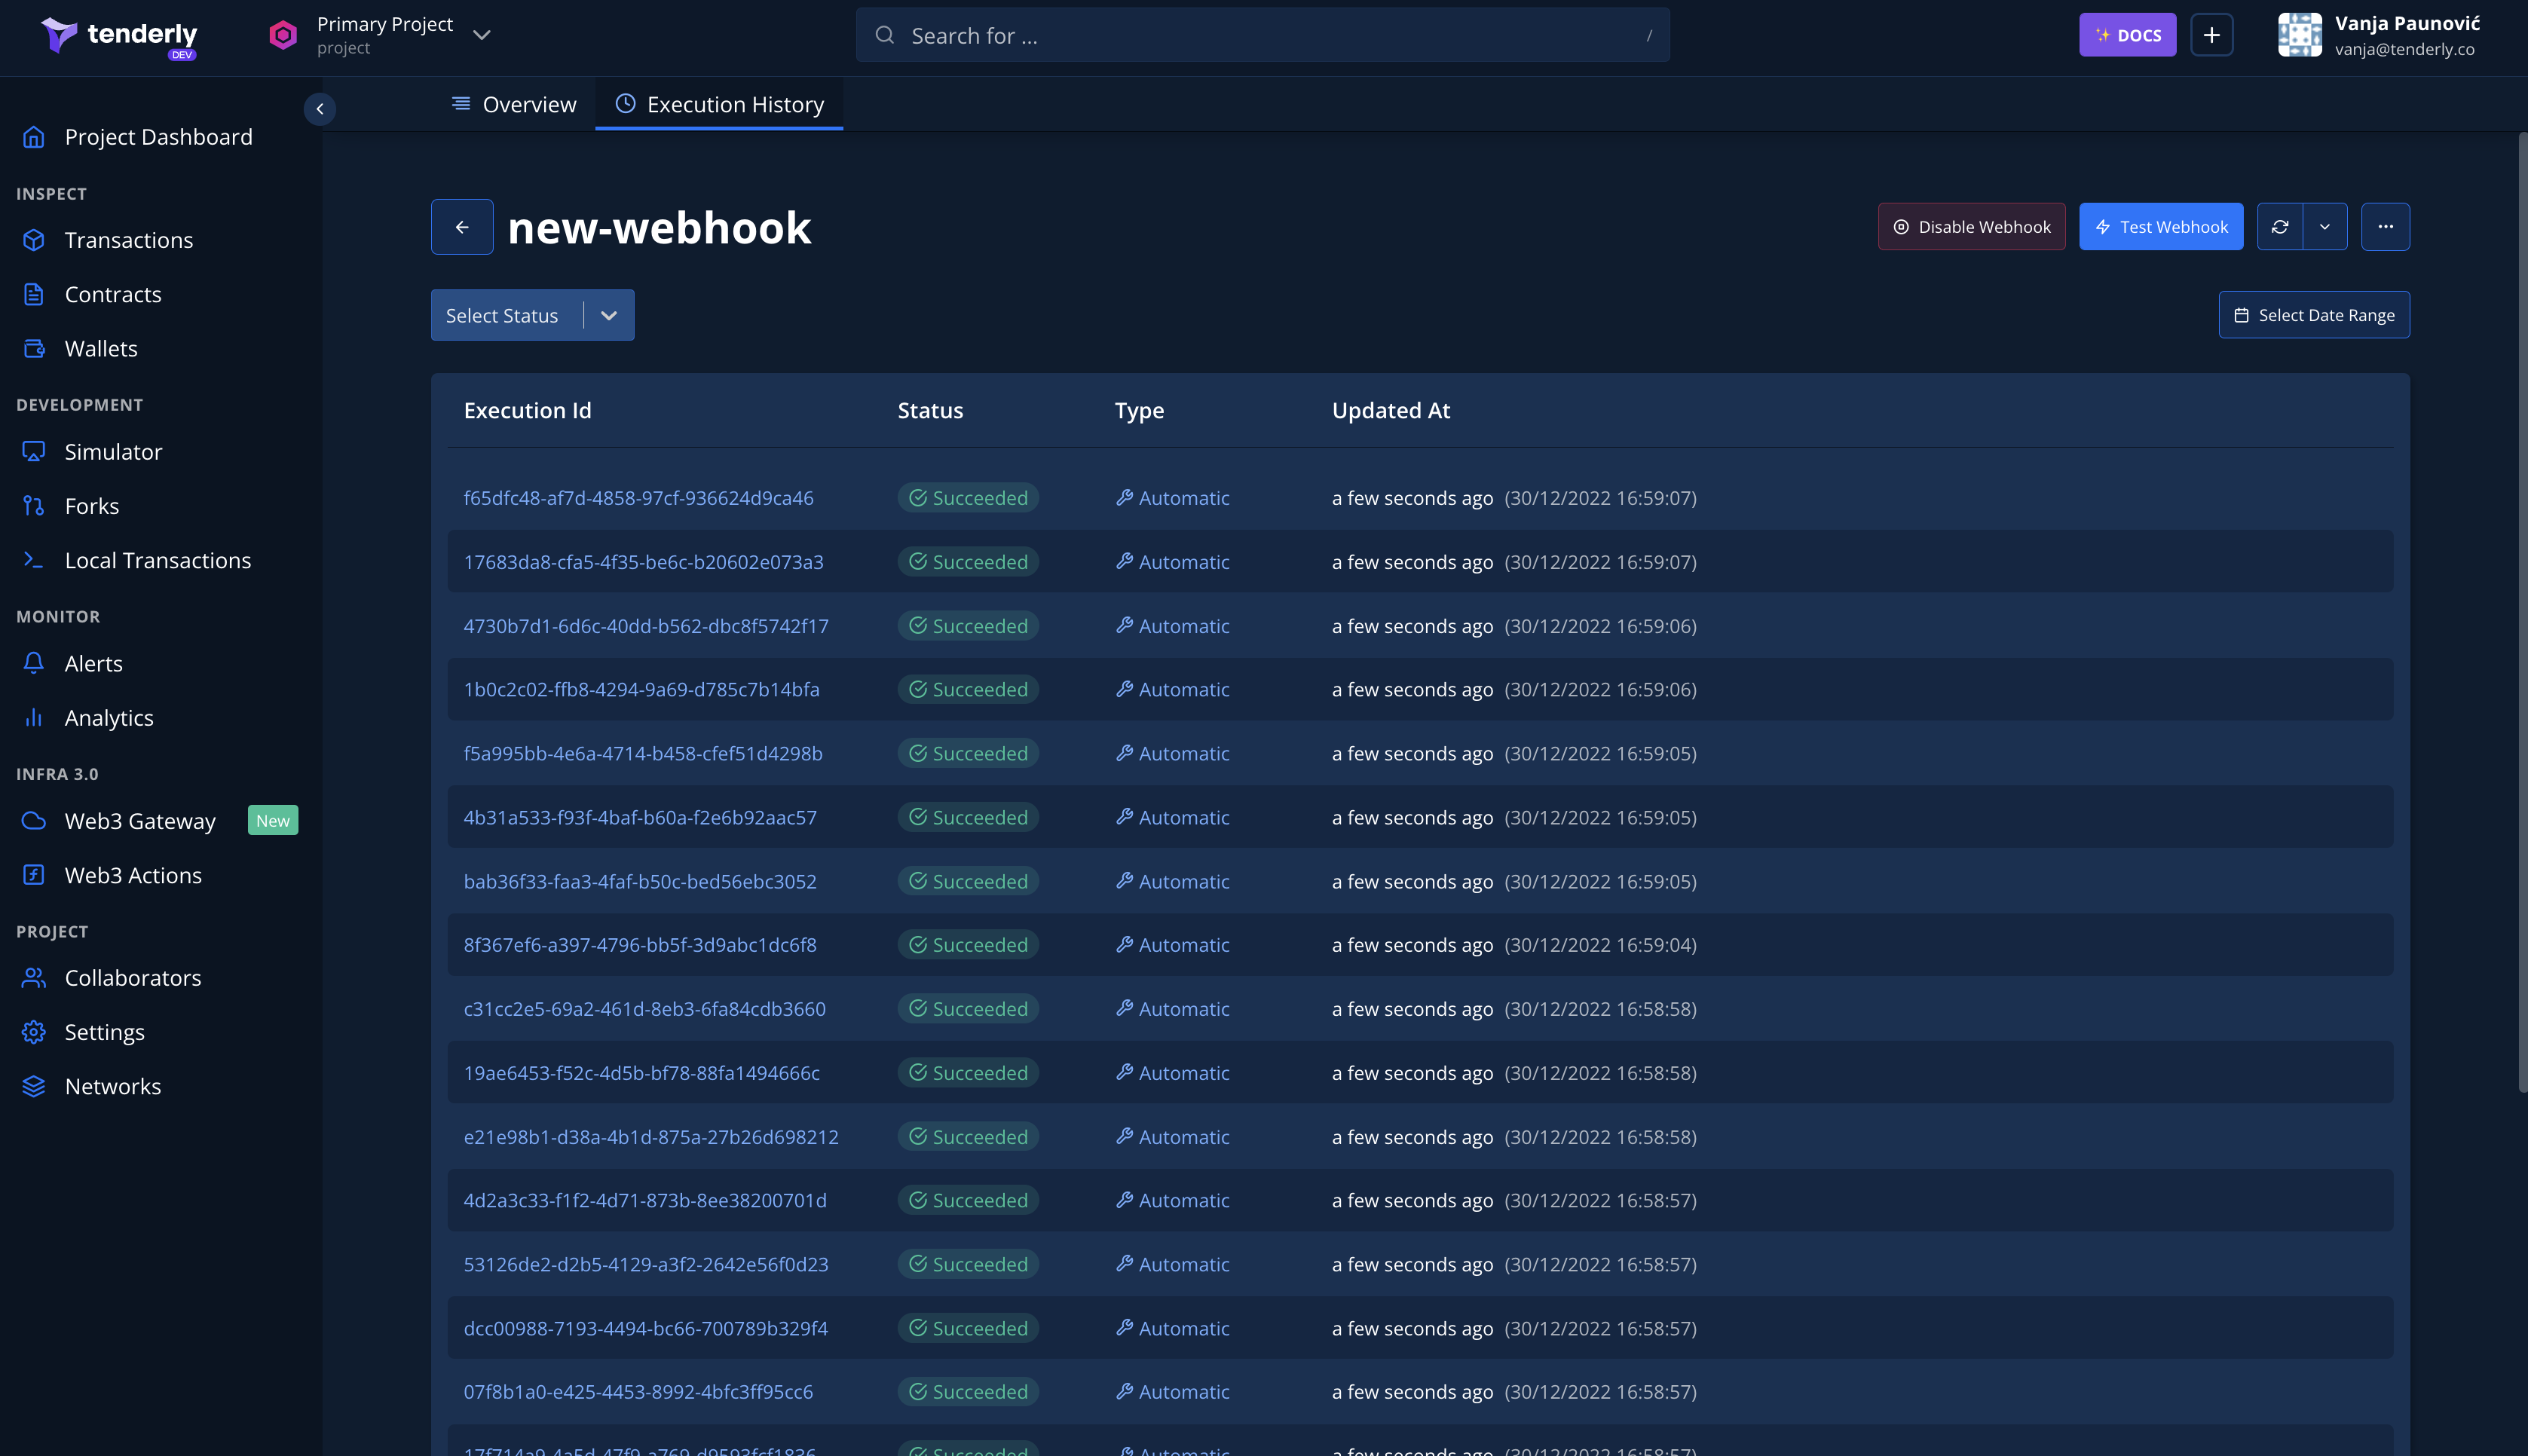 tenderly
DEV
Primary Project
project
Search for ...
/
DOCS
Vanja Paunović
vanja@tenderly.co
Project Dashboard
INSPECT
Transactions
Contracts
Wallets
DEVELOPMENT
Simulator
Forks
Local Transactions
MONITOR
Alerts
Analytics
INFRA 3.0
Web3 Gateway New
Web3 Actions
PROJECT
Collaborators
Settings
Networks
Overview Execution History
new-webhook
Disable Webhook Test Webhook
Select Status
Select Date Range
Execution Id Status Type Updated At
f65dfc48-af7d-4858-97cf-936624d9ca46 Succeeded Automatic a few seconds ago (30/12/2022 16:59:07)
17683da8-cfa5-4f35-be6c-b20602e073a3 Succeeded Automatic a few seconds ago (30/12/2022 16:59:07)
4730b7d1-6d6c-40dd-b562-dbc8f5742f17 Succeeded Automatic a few seconds ago (30/12/2022 16:59:06)
1b0c2c02-ffb8-4294-9a69-d785c7b14bfa Succeeded Automatic a few seconds ago (30/12/2022 16:59:06)
f5a995bb-4e6a-4714-b458-cfef51d4298b Succeeded Automatic a few seconds ago (30/12/2022 16:59:05)
4b31a533-f93f-4baf-b60a-f2e6b92aac57 Succeeded Automatic a few seconds ago (30/12/2022 16:59:05)
bab36f33-faa3-4faf-b50c-bed56ebc3052 Succeeded Automatic a few seconds ago (30/12/2022 16:59:05)
8f367ef6-a397-4796-bb5f-3d9abc1dc6f8 Succeeded Automatic a few seconds ago (30/12/2022 16:59:04)
c31cc2e5-69a2-461d-8eb3-6fa84cdb3660 Succeeded Automatic a few seconds ago (30/12/2022 16:58:58)
19ae6453-f52c-4d5b-bf78-88fa1494666c Succeeded Automatic a few seconds ago (30/12/2022 16:58:58)
e21e98b1-d38a-4b1d-875a-27b26d698212 Succeeded Automatic a few seconds ago (30/12/2022 16:58:58)
4d2a3c33-f1f2-4d71-873b-8ee38200701d Succeeded Automatic a few seconds ago (30/12/2022 16:58:57)
53126de2-d2b5-4129-a3f2-2642e56f0d23 Succeeded Automatic a few seconds ago (30/12/2022 16:58:57)
dcc00988-7193-4494-bc66-700789b329f4 Succeeded Automatic a few seconds ago (30/12/2022 16:58:57)
07f8b1a0-e425-4453-8992-4bfc3ff95cc6 Succeeded Automatic a few seconds ago (30/12/2022 16:58:57)
Succeeded Automatic a few seconds ago (30/12/2022 16:58:57)